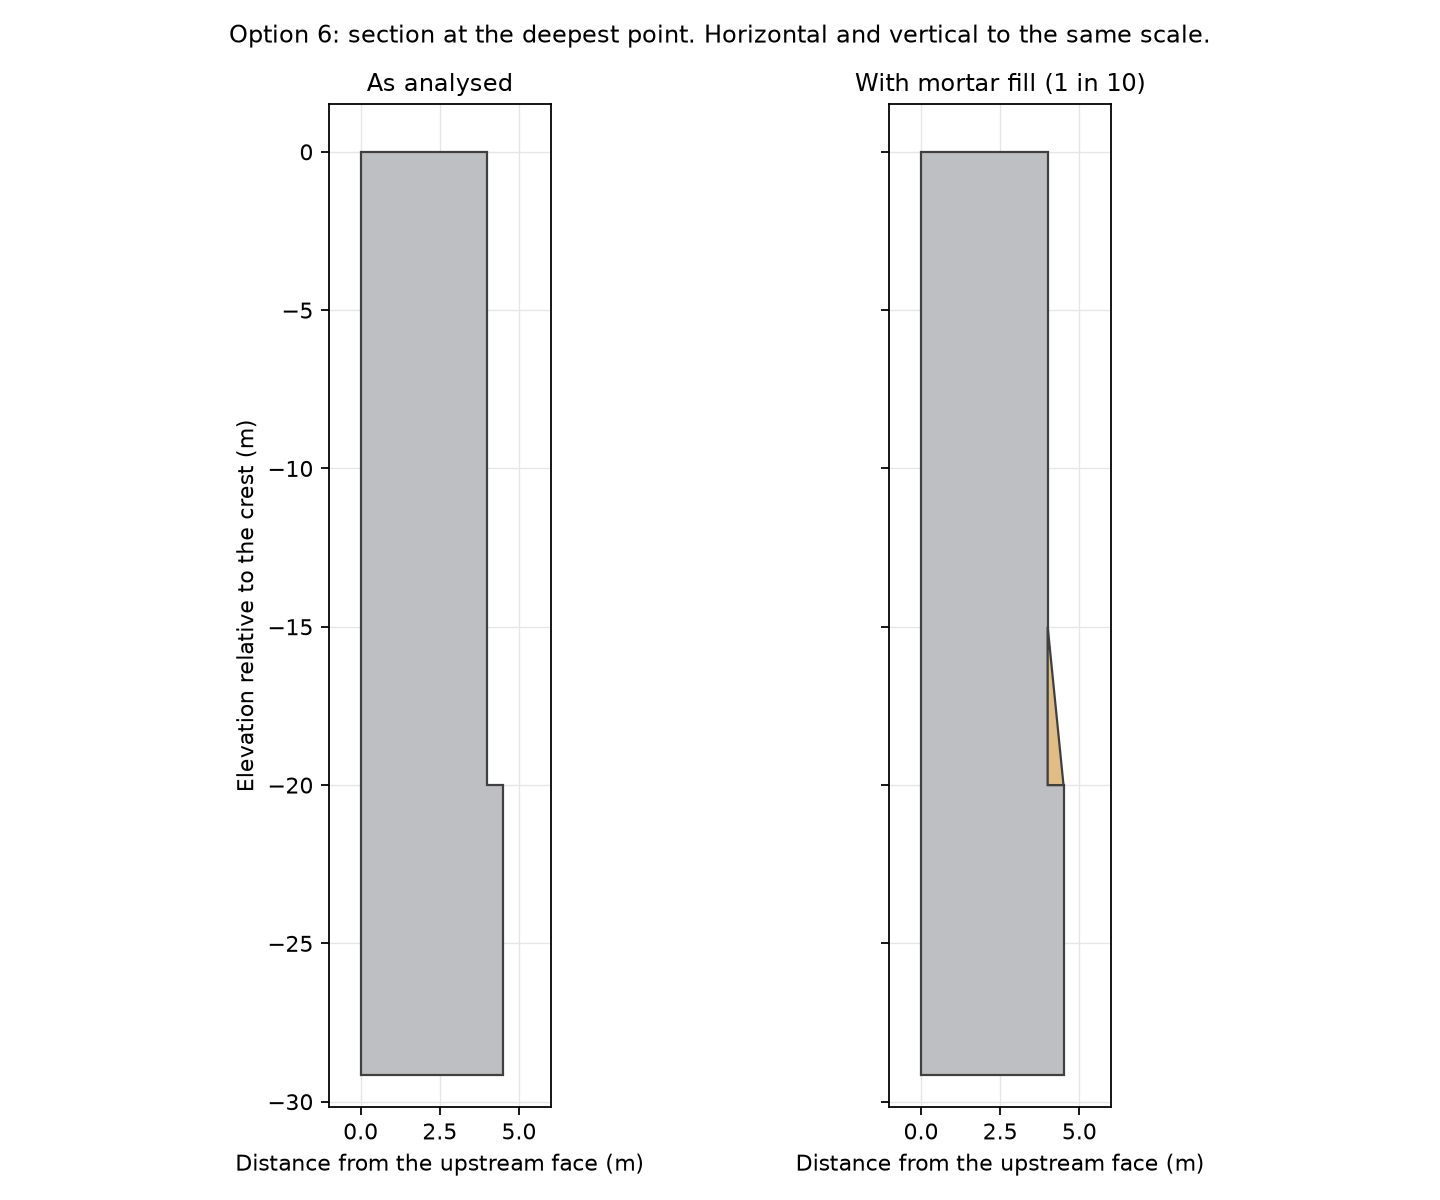 Option 6: section at the deepest point. Horizontal and vertical to the same scale.
As analysed
With mortar fill (1 in 10)
Elevation relative to the crest (m)
0
−5
−10
−15
−20
−25
−30
0.0 2.5 5.0
Distance from the upstream face (m)
0.0 2.5 5.0
Distance from the upstream face (m)